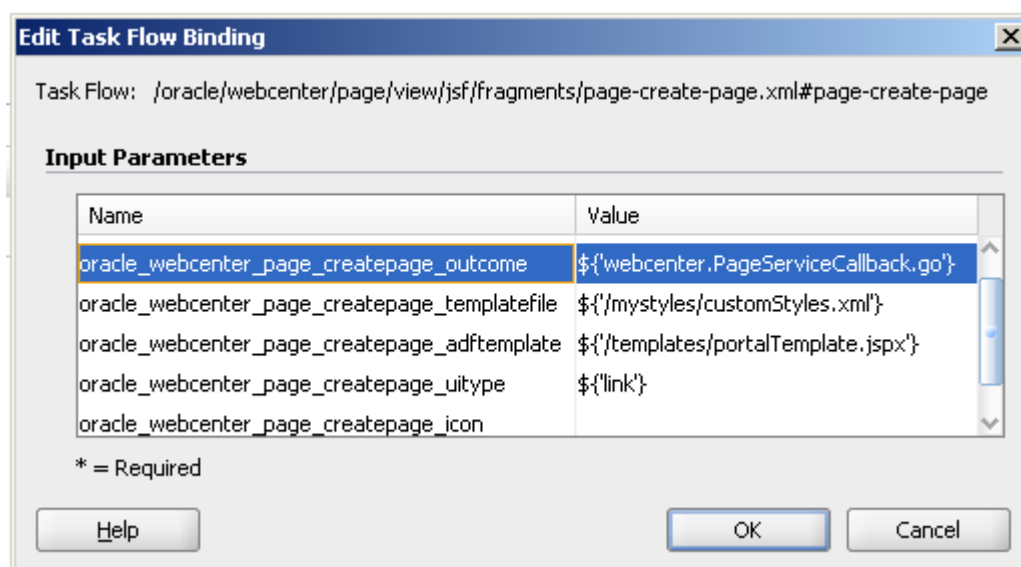 Edit Task Flow Binding
Task Flow: /oracle/webcenter/page/view/jsf/fragments/page-create-page.xml#page-create-page
Input Parameters
Name Value
oracle_webcenter_page_createpage_outcome ${'webcenter.PageServiceCallback.go'}
oracle_webcenter_page_createpage_templatefile ${'/mystyles/customStyles.xml'}
oracle_webcenter_page_createpage_adftemplate ${'/templates/portalTemplate.jspx'}
oracle_webcenter_page_createpage_uitype ${'link'}
oracle_webcenter_page_createpage_icon
* = Required
Help OK Cancel